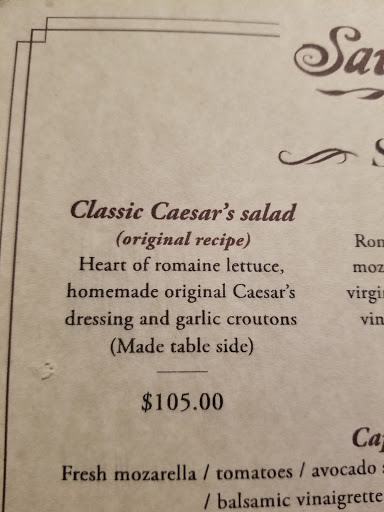 Classic Caesar's salad
(original recipe)
Heart of romaine lettuce,
homemade original Caesar's
dressing and garlic croutons
(Made table side)
$105.00
Fresh mozarella / tomatoes / avocado
/ balsamic vinaigrette